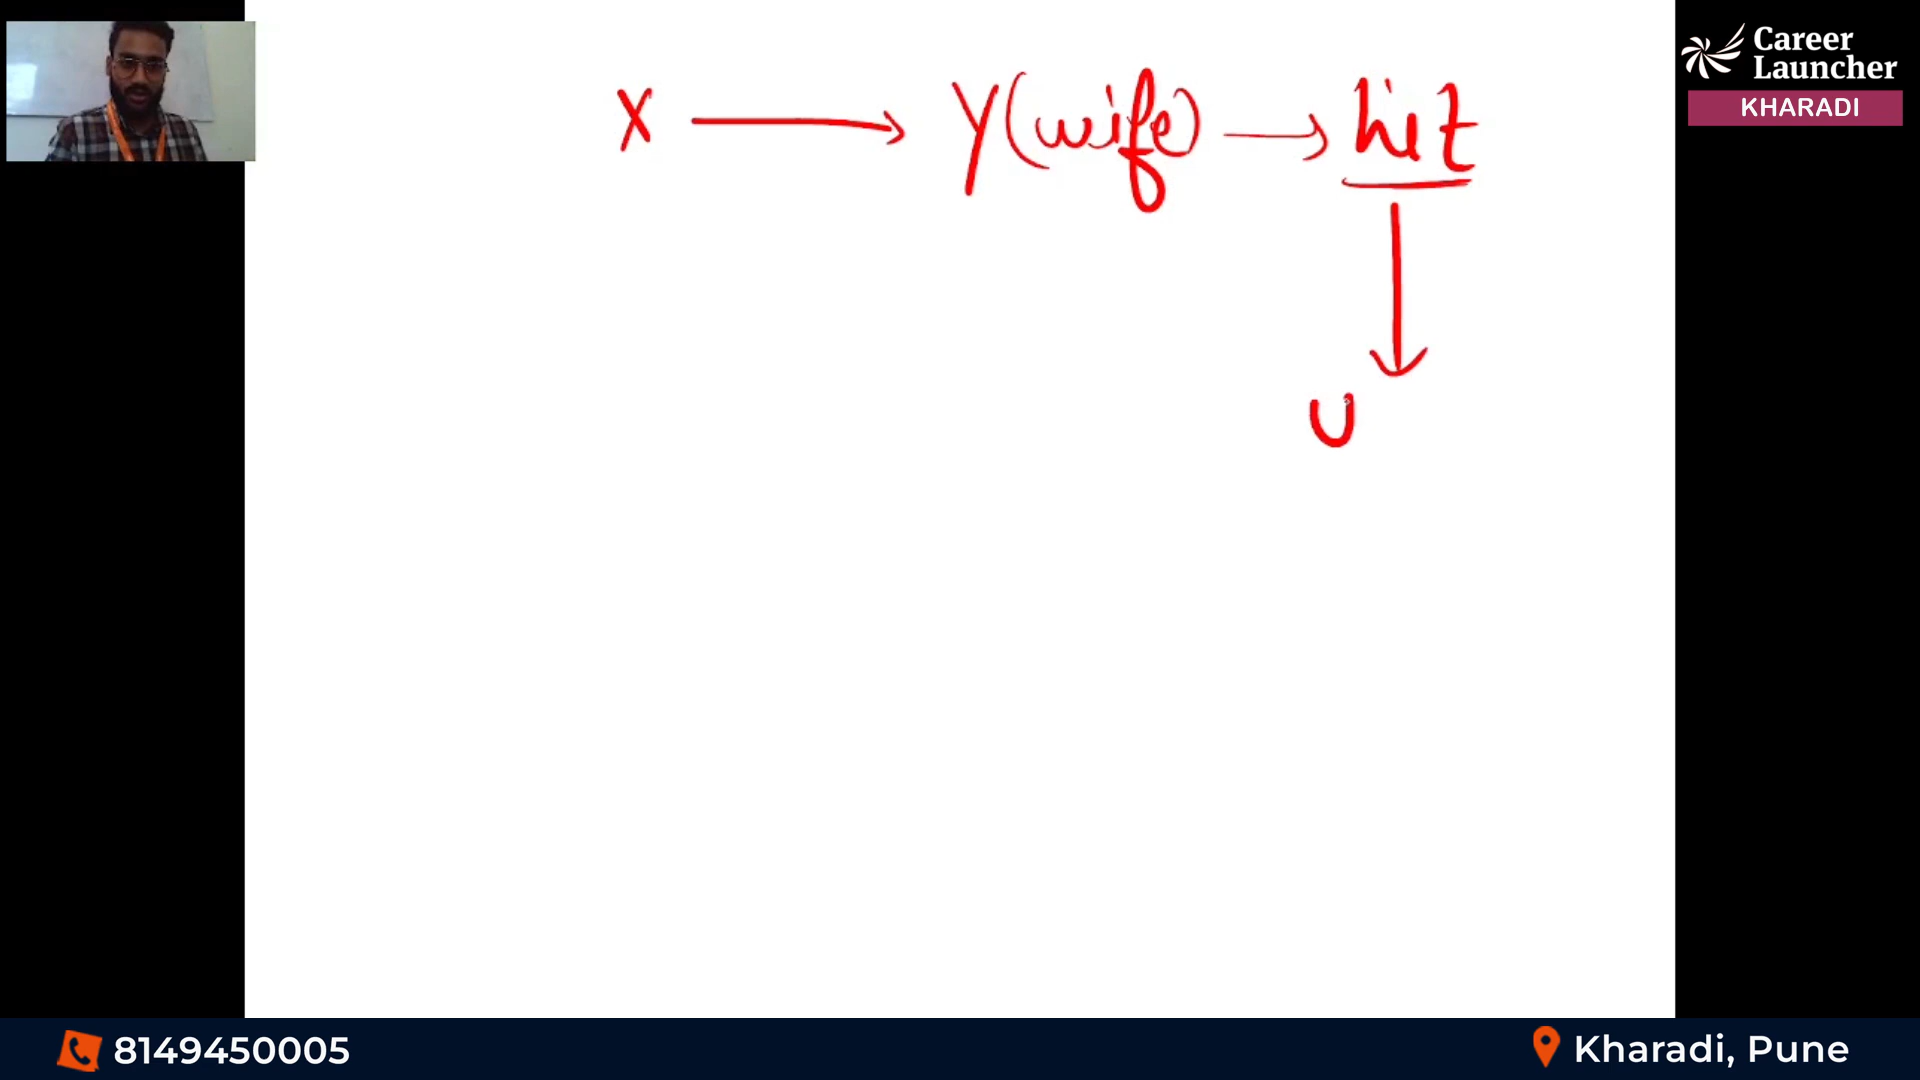 Career
Launcher
KHARADI
X → Y(wife) → hit
↓
U
8149450005
Kharadi, Pune